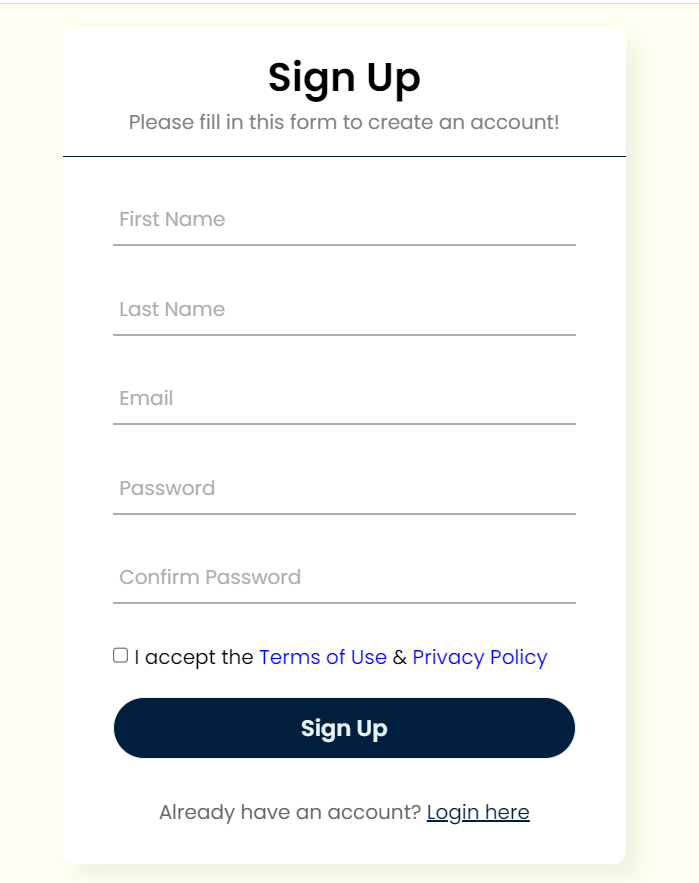 Sign Up
Please fill in this form to create an account!
First Name
Last Name
Email
Password
Confirm Password
I accept the Terms of Use & Privacy Policy
Sign Up
Already have an account? Login here